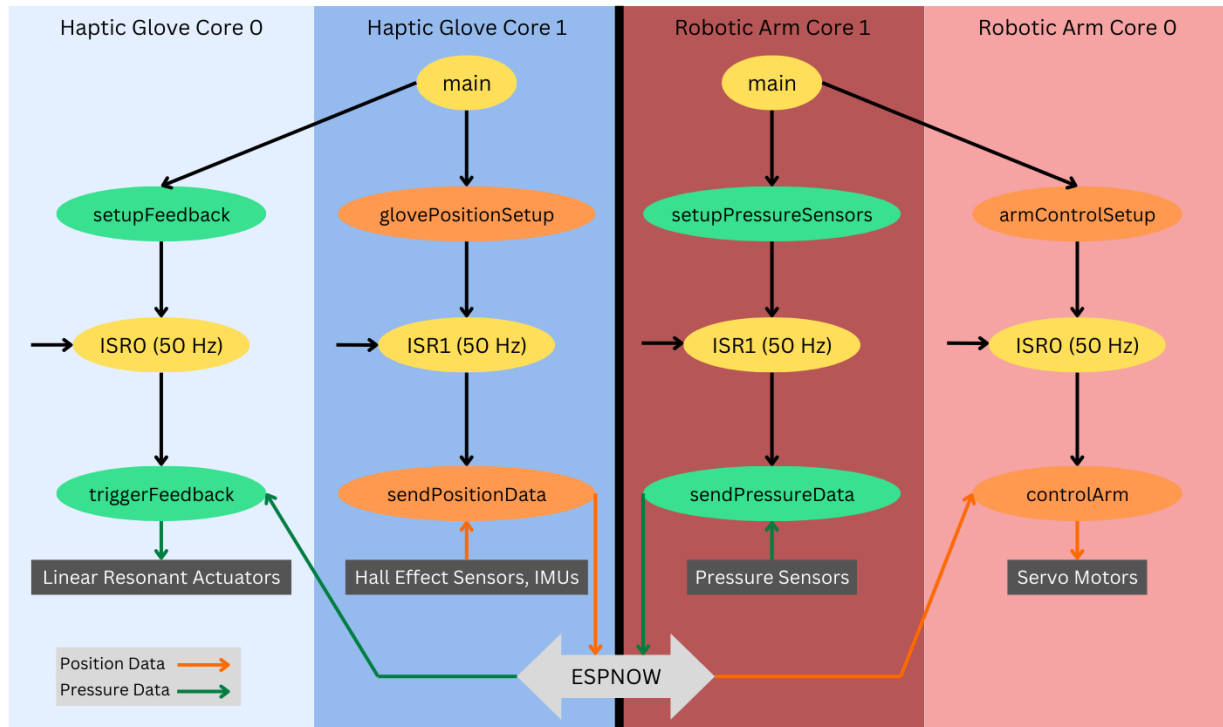 Haptic Glove Core 0
Haptic Glove Core 1
Robotic Arm Core 1
Robotic Arm Core 0
main
main
setupFeedback
glovePositionSetup
setupPressureSensors
armControlSetup
ISR0 (50 Hz)
ISR1 (50 Hz)
ISR1 (50 Hz)
ISR0 (50 Hz)
triggerFeedback
sendPositionData
sendPressureData
controlArm
Linear Resonant Actuators
Hall Effect Sensors, IMUs
Pressure Sensors
Servo Motors
Position Data
Pressure Data
ESPNOW